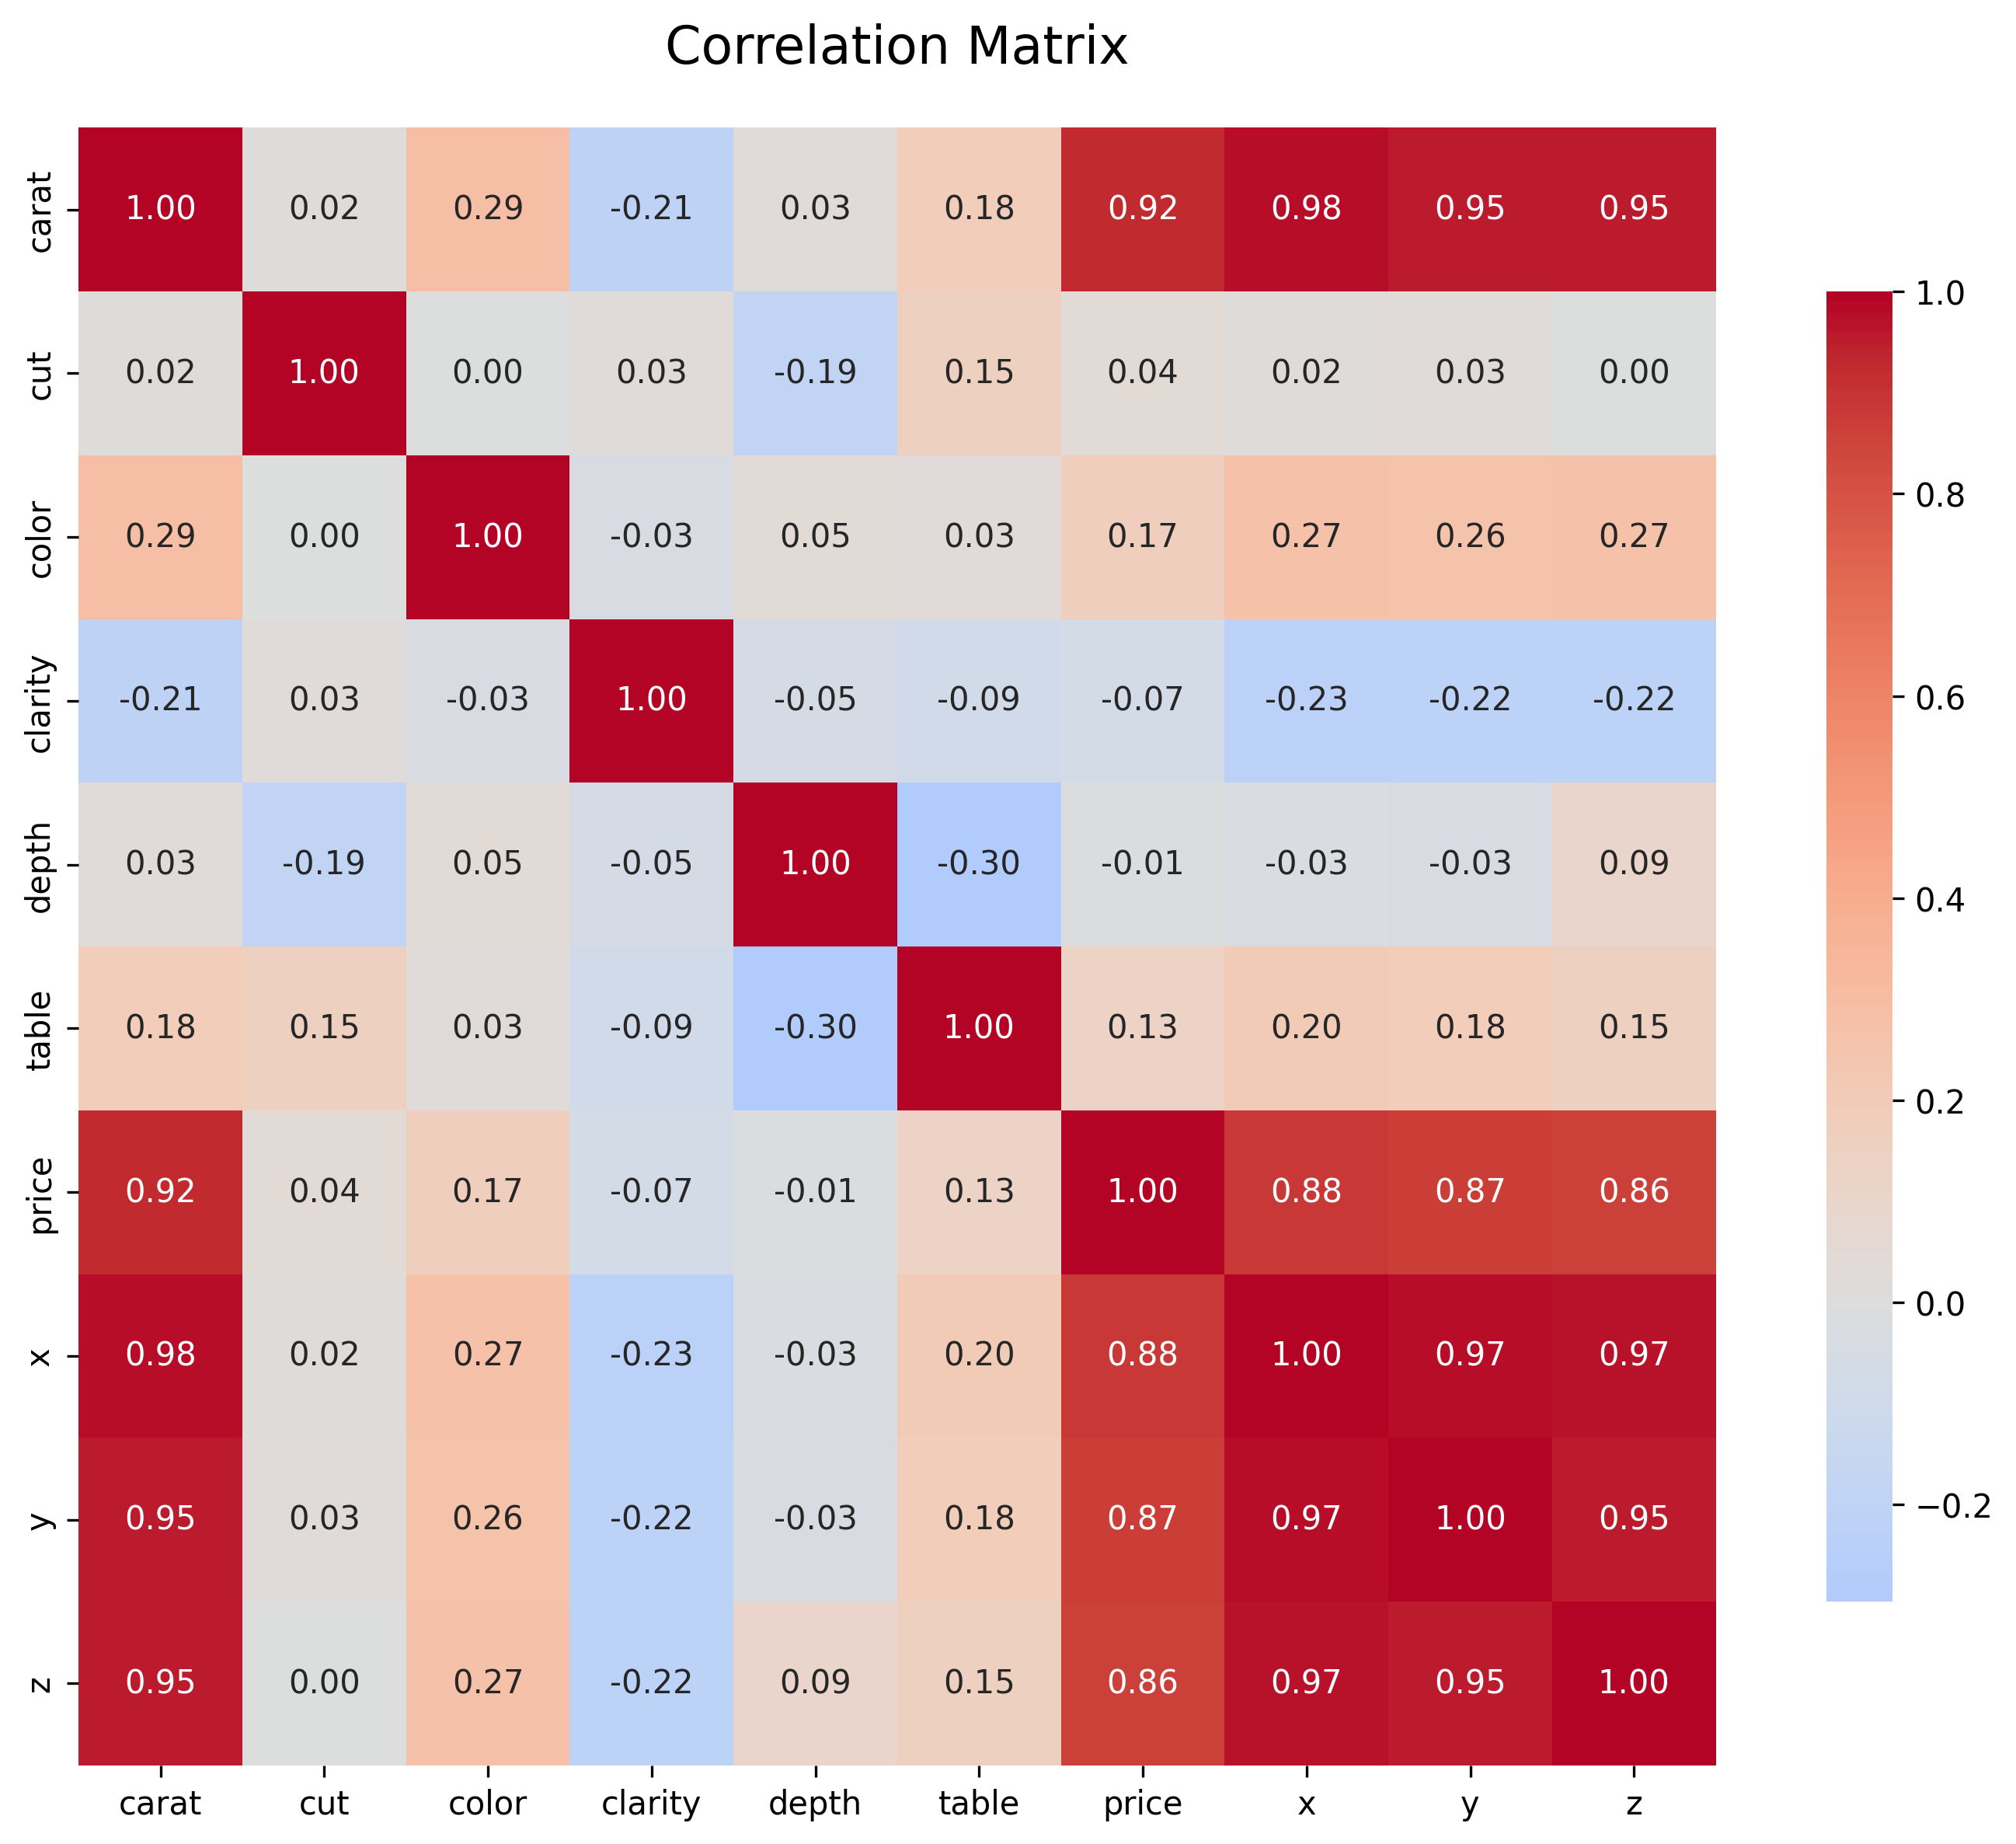 Correlation Matrix
carat 1.00 0.02 0.29 -0.21 0.03 0.18 0.92 0.98 0.95 0.95
cut 0.02 1.00 0.00 0.03 -0.19 0.15 0.04 0.02 0.03 0.00
color 0.29 0.00 1.00 -0.03 0.05 0.03 0.17 0.27 0.26 0.27
clarity -0.21 0.03 -0.03 1.00 -0.05 -0.09 -0.07 -0.23 -0.22 -0.22
depth 0.03 -0.19 0.05 -0.05 1.00 -0.30 -0.01 -0.03 -0.03 0.09
table 0.18 0.15 0.03 -0.09 -0.30 1.00 0.13 0.20 0.18 0.15
price 0.92 0.04 0.17 -0.07 -0.01 0.13 1.00 0.88 0.87 0.86
x 0.98 0.02 0.27 -0.23 -0.03 0.20 0.88 1.00 0.97 0.97
y 0.95 0.03 0.26 -0.22 -0.03 0.18 0.87 0.97 1.00 0.95
z 0.95 0.00 0.27 -0.22 0.09 0.15 0.86 0.97 0.95 1.00
carat cut color clarity depth table price x y z
1.0
0.8
0.6
0.4
0.2
0.0
−0.2